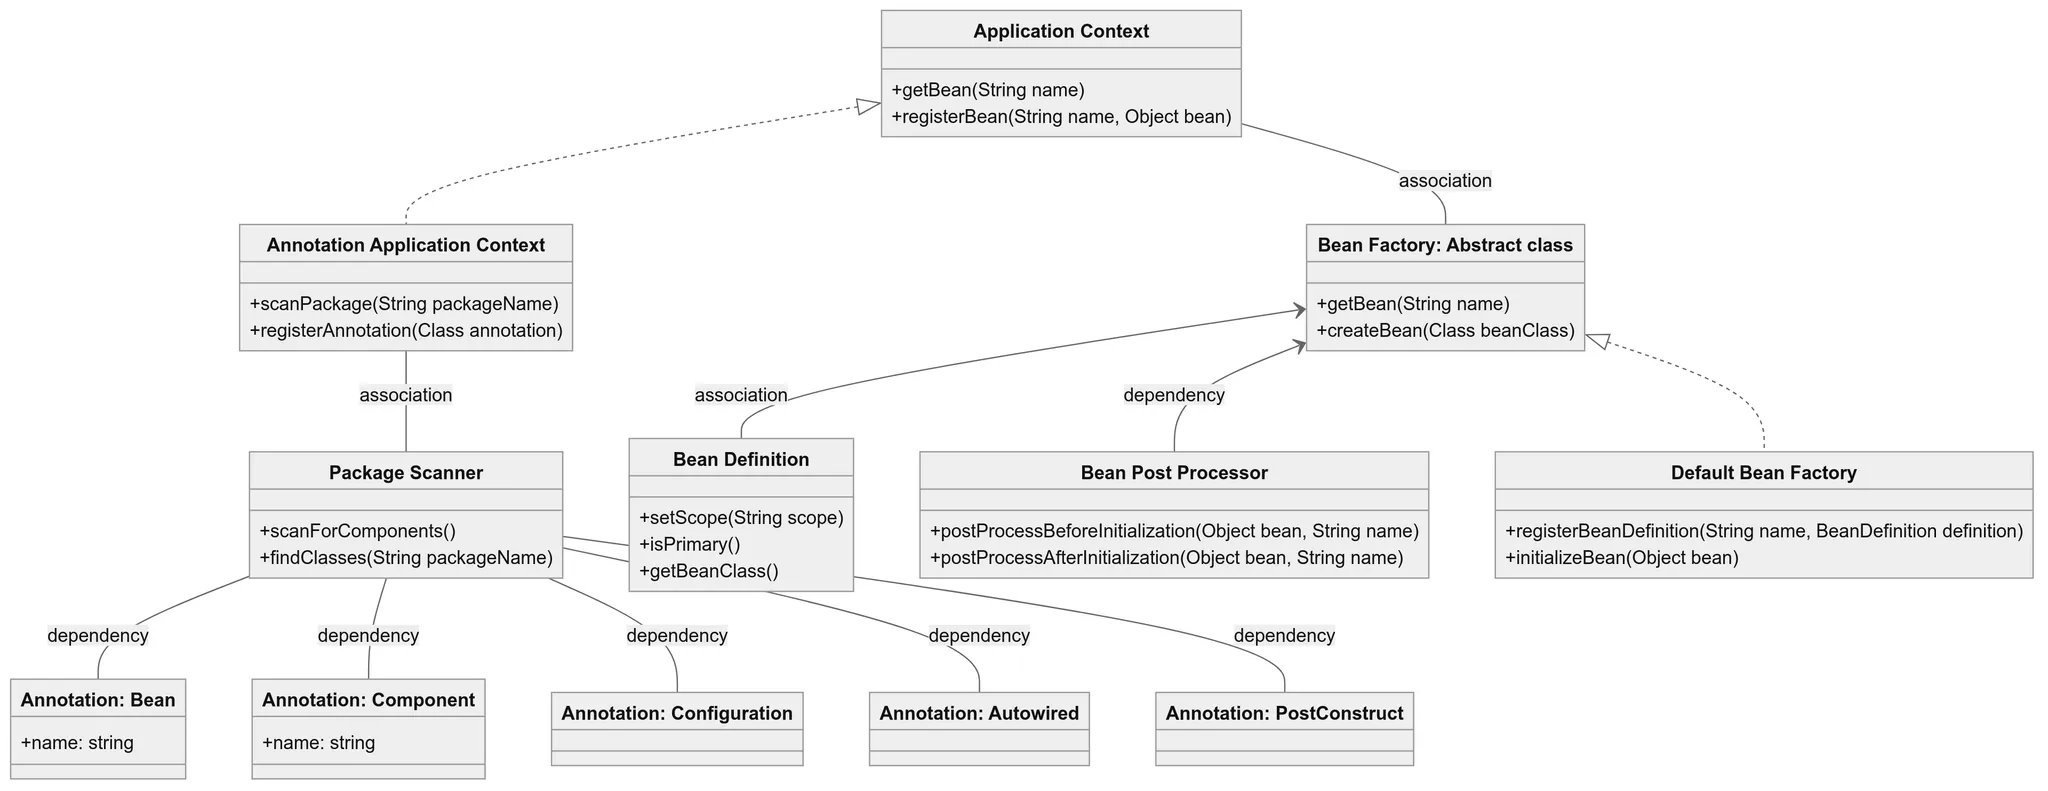 Application Context
+getBean(String name)
+registerBean(String name, Object bean)
association
Annotation Application Context
+scanPackage(String packageName)
+registerAnnotation(Class annotation)
Bean Factory: Abstract class
+getBean(String name)
+createBean(Class beanClass)
association
association
dependency
Package Scanner
+scanForComponents()
+findClasses(String packageName)
Bean Definition
+setScope(String scope)
+isPrimary()
+getBeanClass()
Bean Post Processor
+postProcessBeforeInitialization(Object bean, String name)
+postProcessAfterInitialization(Object bean, String name)
Default Bean Factory
+registerBeanDefinition(String name, BeanDefinition definition)
+initializeBean(Object bean)
dependency
dependency
dependency
dependency
dependency
Annotation: Bean
+name: string
Annotation: Component
+name: string
Annotation: Configuration
Annotation: Autowired
Annotation: PostConstruct